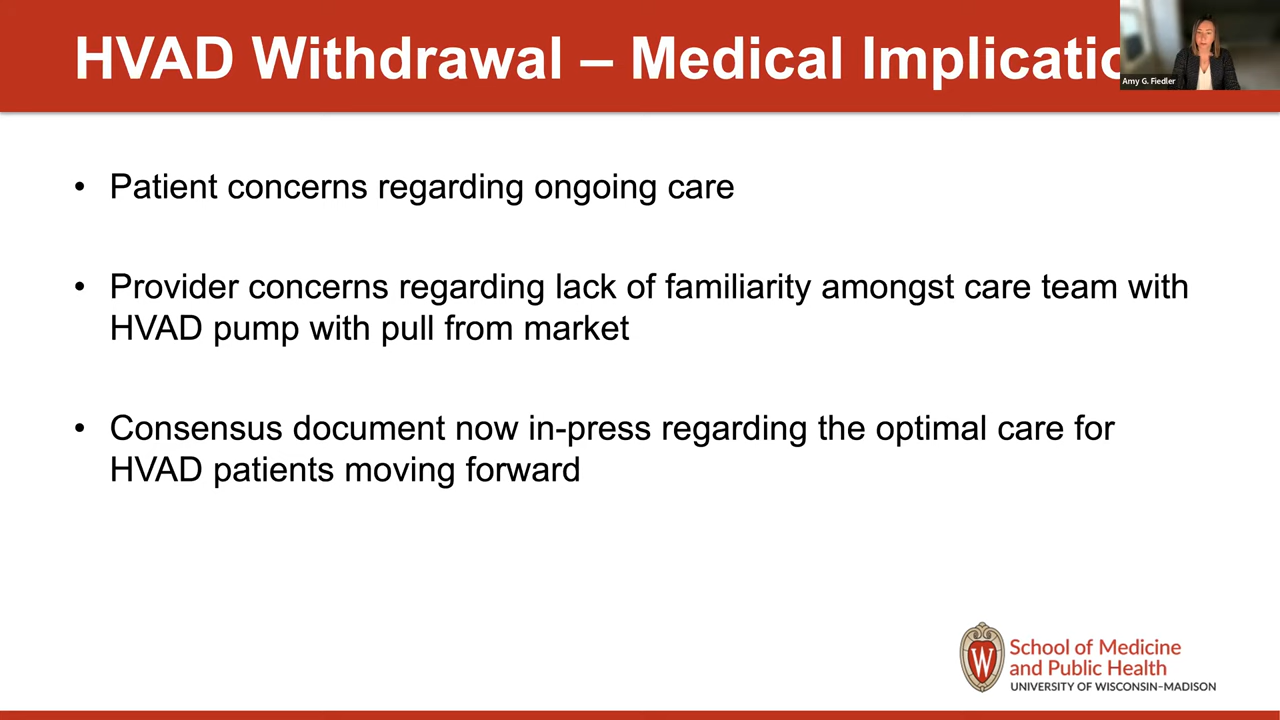 HVAD Withdrawal – Medical Implicatio
Amy G. Fiedler
• Patient concerns regarding ongoing care
• Provider concerns regarding lack of familiarity amongst care team with
HVAD pump with pull from market
• Consensus document now in-press regarding the optimal care for
HVAD patients moving forward
W
School of Medicine
and Public Health
UNIVERSITY OF WISCONSIN–MADISON